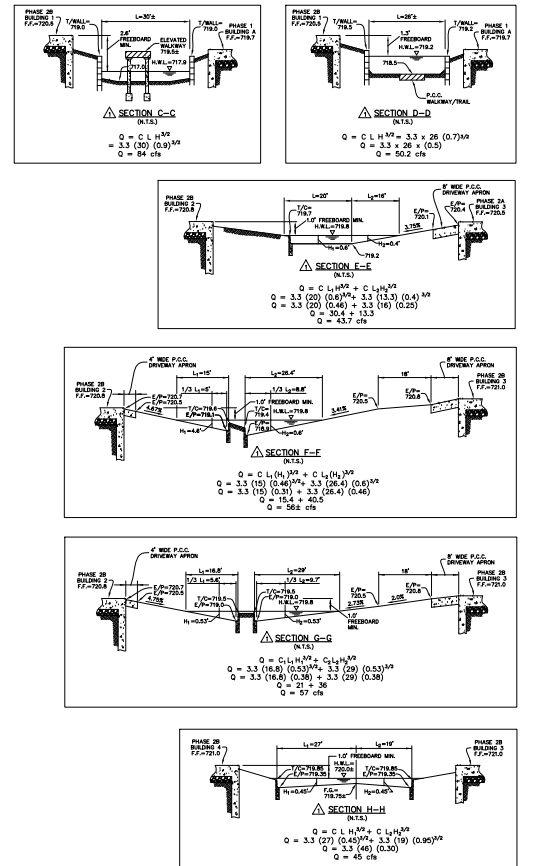 PHASE 2B
BUILDING 1
F.F.=720.5
T/WALL=
719.0
L=30'±
2.6'
FREEBOARD
MIN.
ELEVATED
WALKWAY
719.5±
H.W.L.=717.9
717.0
T/WALL=
719.0
PHASE 1
BUILDING A
F.F.=719.7
1 SECTION C-C
(N.T.S.)
Q = C L H3/2
= 3.3 (30) (0.9)3/2
Q = 84 cfs
PHASE 2B
BUILDING 1
F.F.=720.5
T/WALL=
719.5
L=26'±
1.3'
FREEBOARD
H.W.L.=719.2
718.5
T/WALL=
719.2
PHASE 1
BUILDING A
F.F.=719.7
P.C.C.
WALKWAY/TRAIL
1 SECTION D-D
(N.T.S.)
Q = C L H3/2= 3.3 x 26 (0.7)3/2
Q = 3.3 x 26 x (0.5)
Q = 50.2 cfs
PHASE 2B
BUILDING 2
F.F.=720.8
L=20'
L2=16'
T/C=
719.7
1.0' FREEBOARD MIN.
H.W.L.=719.8
H1=0.6'
H2=0.4'
719.2
3.75%
E/P=
720.1
E/P=
720.4
8' WIDE P.C.C.
DRIVEWAY APRON
PHASE 2A
BUILDING 3
F.F.=720.5
1 SECTION E-E
(N.T.S.)
Q = C L1H3/2 + C L2H23/2
Q = 3.3 (20) (0.6)3/2+ 3.3 (13.3) (0.4) 3/2
Q = 3.3 (20) (0.46) + 3.3 (16) (0.25)
Q = 30.4 + 13.3
Q = 43.7 cfs
4' WIDE P.C.C.
DRIVEWAY APRON
PHASE 2B
BUILDING 2
F.F.=720.8
E/P=720.7
E/P=720.5
4.67%
L1=15'
1/3 L1=5'
T/C=719.6
E/P=719.1
H1=4.6'
L2=26.4'
1/3 L2=8.8'
1.0' FREEBOARD MIN.
T/C=
719.4
H.W.L.=719.8
E/P=
718.9
H2=0.6'
3.41%
18'
E/P=
720.5
E/P=
720.8
8' WIDE P.C.C.
DRIVEWAY APRON
PHASE 2B
BUILDING 3
F.F.=721.0
1 SECTION F-F
(N.T.S.)
Q = C L1(H1)3/2 + C L2(H2)3/2
Q = 3.3 (15) (0.46)3/2+ 3.3 (26.4) (0.6)3/2
Q = 3.3 (15) (0.31) + 3.3 (26.4) (0.46)
Q = 15.4 + 40.5
Q = 56± cfs
4' WIDE P.C.C.
DRIVEWAY APRON
PHASE 2B
BUILDING 2
F.F.=720.8
E/P=720.7
E/P=720.5
4.75%
L1=16.8'
1/3 L1=5.6'
T/C=719.5
E/P=719.0
H1=0.53'
L2=29'
1/3 L2=9.7'
T/C=719.5
E/P=719.0
H.W.L.=719.8
H2=0.53'
1.0'
FREEBOARD
MIN.
2.73%
2.0%
18'
E/P=
720.5
E/P=
720.8
8' WIDE P.C.C.
DRIVEWAY APRON
PHASE 2B
BUILDING 3
F.F.=721.0
1 SECTION G-G
(N.T.S.)
Q = C1L1H13/2+ C2L2H23/2
Q = 3.3 (16.8) (0.53)3/2+ 3.3 (29) (0.53)3/2
Q = 3.3 (16.8) (0.38) + 3.3 (29) (0.38)
Q = 21 + 36
Q = 57 cfs
PHASE 2B
BUILDING 4
F.F.=721.0
L1=27'
L2=19'
1.0' FREEBOARD MIN.
H.W.L.=
720.0±
T/C=719.85
E/P=719.35
T/C=719.85
E/P=719.35
H1=0.45'
F.G.=
719.75±
H2=0.45'
PHASE 2B
BUILDING 3
F.F.=721.0
1 SECTION H-H
(N.T.S.)
Q = C L H13/2+ C L2H23/2
Q = 3.3 (27) (0.45)3/2+ 3.3 (19) (0.95)3/2
Q = 3.3 (46) (0.30)
Q = 45 cfs